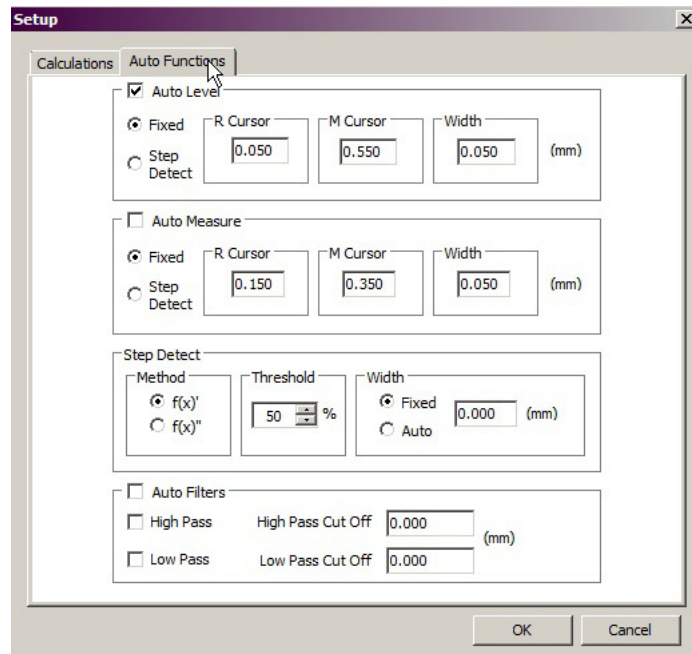 Setup
Calculations Auto Functions
Auto Level
Fixed
Step
Detect
R Cursor
0.050
M Cursor
0.550
Width
0.050
(mm)
Auto Measure
Fixed
Step
Detect
R Cursor
0.150
M Cursor
0.350
Width
0.050
(mm)
Step Detect
Method
f(x)'
f(x)"
Threshold
50 %
Width
Fixed
Auto
0.000 (mm)
Auto Filters
High Pass High Pass Cut Off 0.000
(mm)
Low Pass Low Pass Cut Off 0.000
OK Cancel